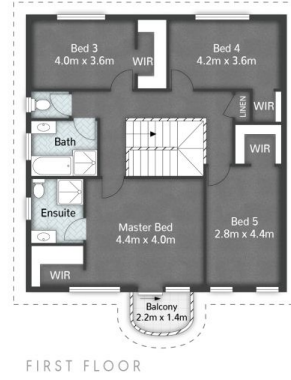 Bed 3
4.0m x 3.6m
WIR
Bed 4
4.2m x 3.6m
LINEN
WIR
Bath
WIR
Ensuite
Master Bed
4.4m x 4.0m
Bed 5
2.8m x 4.4m
WIR
Balcony
2.2m x 1.4m
FIRST FLOOR